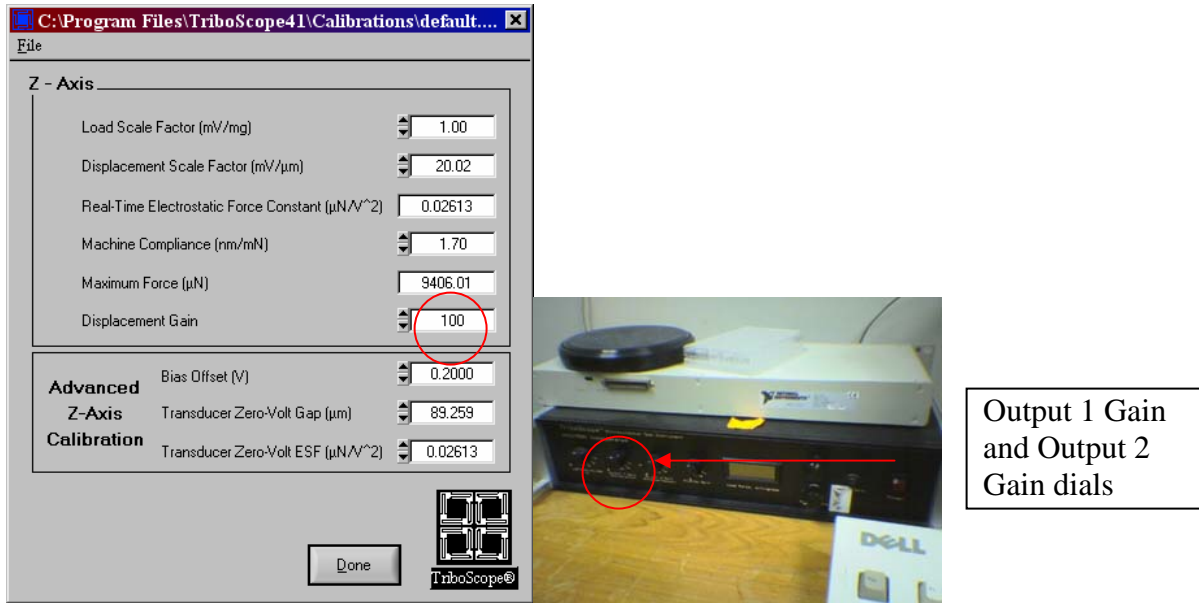 C:\Program Files\TriboScope41\Calibrations\default....
File
Z - Axis
Load Scale Factor (mV/mg) 1.00
Displacement Scale Factor (mV/µm) 20.02
Real-Time Electrostatic Force Constant (µN/V^2) 0.02613
Machine Compliance (nm/mN) 1.70
Maximum Force (µN) 9406.01
Displacement Gain 100
Advanced
Z-Axis
Calibration
Bias Offset (V) 0.2000
Transducer Zero-Volt Gap (µm) 89.259
Transducer Zero-Volt ESF (µN/V^2) 0.02613
Done
TriboScope®
DELL
Output 1 Gain
and Output 2
Gain dials